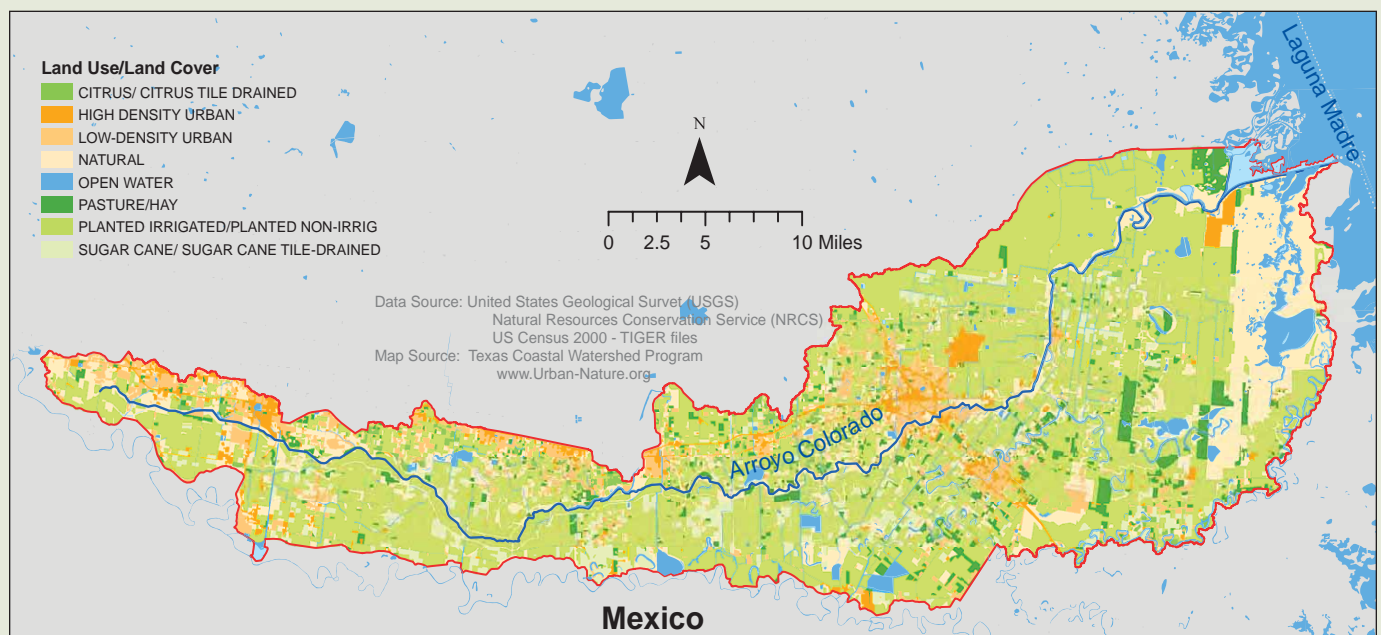 Land Use/Land Cover
CITRUS/ CITRUS TILE DRAINED
HIGH DENSITY URBAN
LOW-DENSITY URBAN
NATURAL
OPEN WATER
PASTURE/HAY
PLANTED IRRIGATED/PLANTED NON-IRRIG
SUGAR CANE/ SUGAR CANE TILE-DRAINED
N
0 2.5 5 10 Miles
Laguna Madre
Data Source: United States Geological Survet (USGS)
Natural Resources Conservation Service (NRCS)
US Census 2000 - TIGER files
Map Source: Texas Coastal Watershed Program
www.Urban-Nature.org
Arroyo Colorado
Mexico